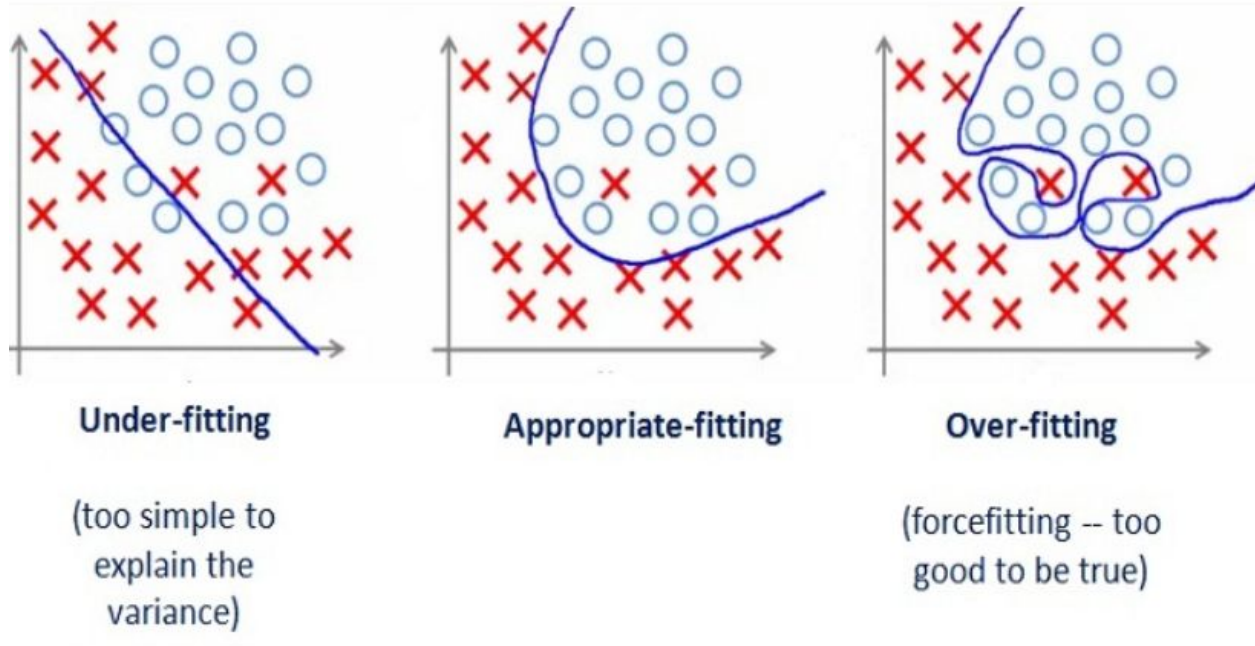 Under-fitting
Appropriate-fitting
Over-fitting
(too simple to
explain the
variance)
(forcefitting -- too
good to be true)